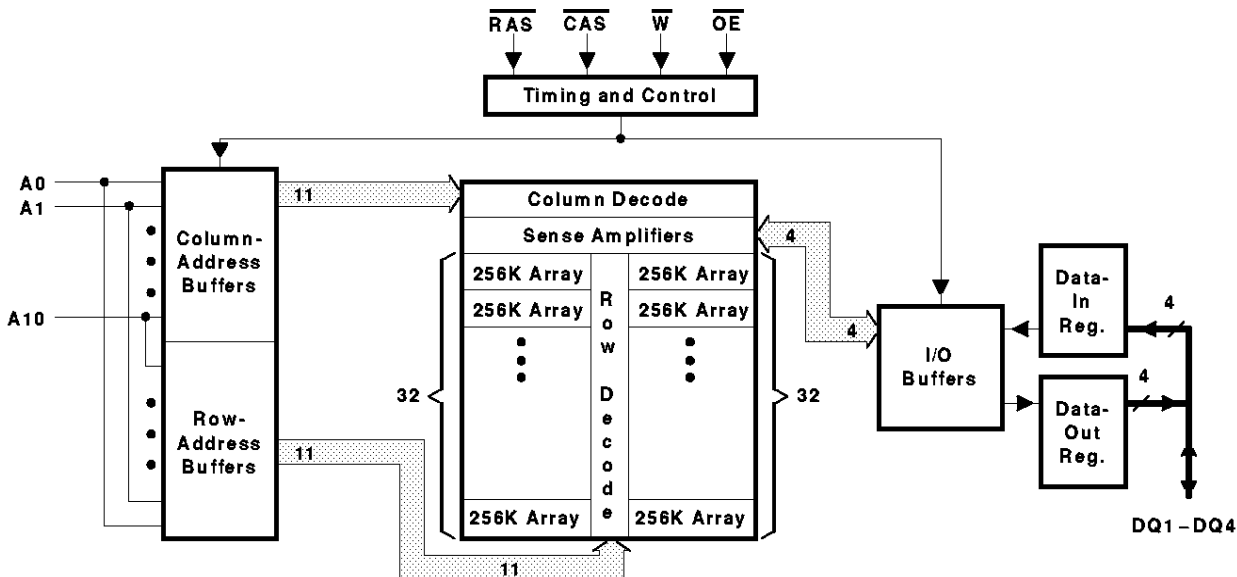 RAS CAS W OE
Timing and Control
A0
A1
A10
Column-
Address
Buffers
Row-
Address
Buffers
11
11
11
Column Decode
Sense Amplifiers
256K Array
256K Array
256K Array
256K Array
Row Decode
256K Array
256K Array
32
32
4
4
I/O
Buffers
Data-
In
Reg.
4
Data-
Out
Reg.
4
DQ1–DQ4